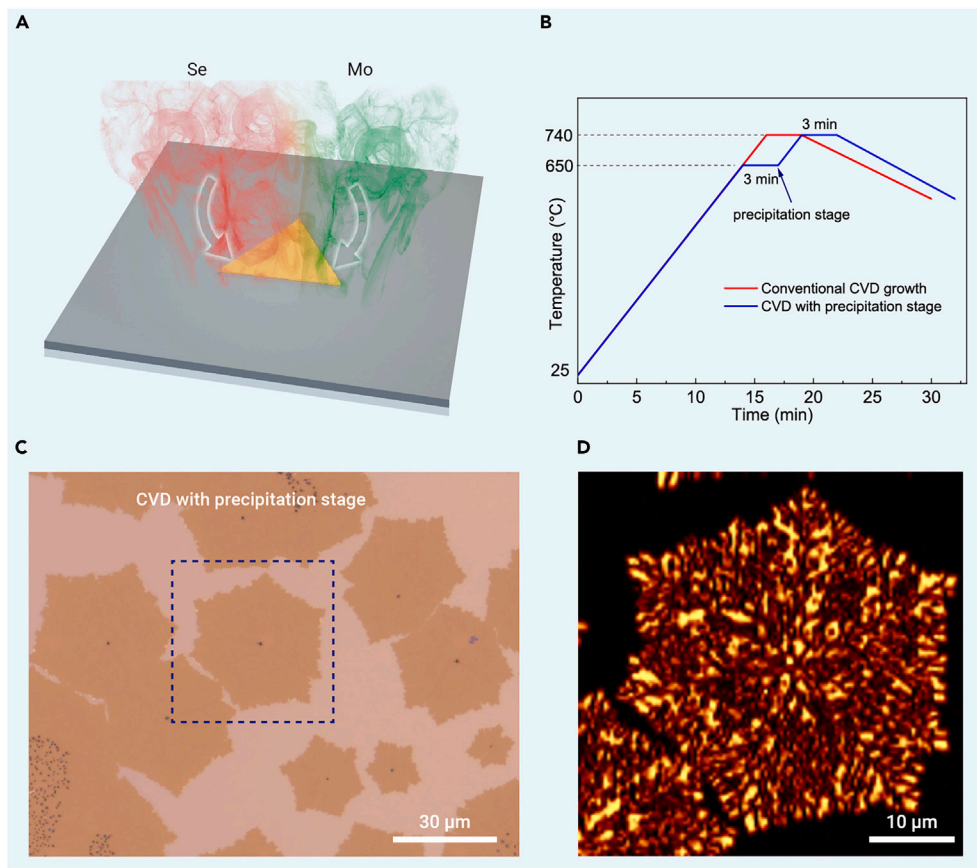 A
Se
Mo
B
740
650
25
3 min
3 min
precipitation stage
Conventional CVD growth
CVD with precipitation stage
Temperature (°C)
0 5 10 15 20 25 30
Time (min)
C
CVD with precipitation stage
30 µm
D
10 µm